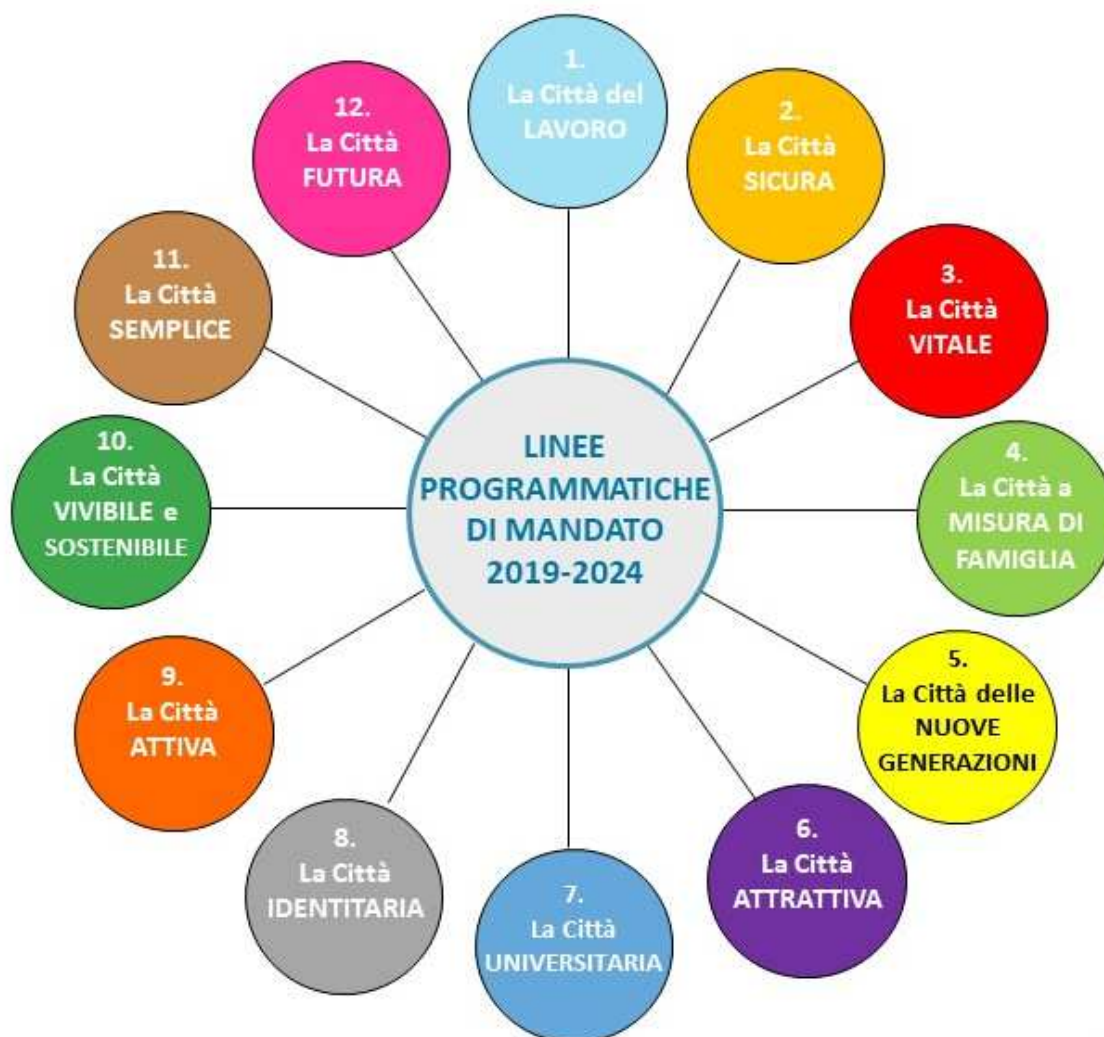 LINEE
PROGRAMMATICHE
DI MANDATO
2019-2024
1.
La Città del
LAVORO
2.
La Città
SICURA
3.
La Città
VITALE
4.
La Città a
MISURA DI
FAMIGLIA
5.
La Città delle
NUOVE
GENERAZIONI
6.
La Città
ATTRATTIVA
7.
La Città
UNIVERSITARIA
8.
La Città
IDENTITARIA
9.
La Città
ATTIVA
10.
La Città
VIVIBILE e
SOSTENIBILE
11.
La Città
SEMPLICE
12.
La Città
FUTURA